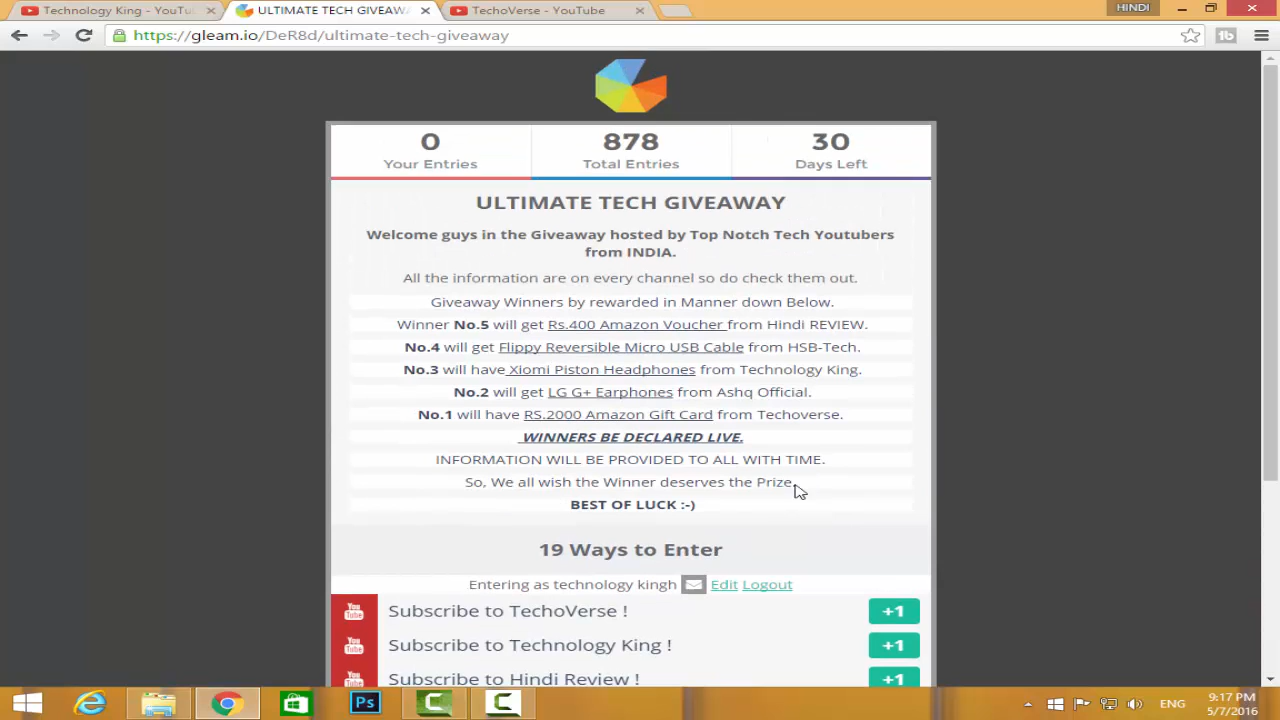 Technology King - YouTu
ULTIMATE TECH GIVEAWA
TechoVerse - YouTube
HINDI
https://gleam.io/DeR8d/ultimate-tech-giveaway
0
Your Entries
878
Total Entries
30
Days Left
ULTIMATE TECH GIVEAWAY
Welcome guys in the Giveaway hosted by Top Notch Tech Youtubers
from INDIA.
All the information are on every channel so do check them out.
Giveaway Winners by rewarded in Manner down Below.
Winner No.5 will get Rs.400 Amazon Voucher from Hindi REVIEW.
No.4 will get Flippy Reversible Micro USB Cable from HSB-Tech.
No.3 will have Xiomi Piston Headphones from Technology King.
No.2 will get LG G+ Earphones from Ashq Official.
No.1 will have RS.2000 Amazon Gift Card from Techoverse.
WINNERS BE DECLARED LIVE.
INFORMATION WILL BE PROVIDED TO ALL WITH TIME.
So, We all wish the Winner deserves the Prize.
BEST OF LUCK :-)
19 Ways to Enter
Entering as technology kingh Edit Logout
You Tube Subscribe to TechoVerse ! +1
You Tube Subscribe to Technology King ! +1
You Subscribe to Hindi Review ! +1
Ps
ENG
9:17 PM
5/7/2016